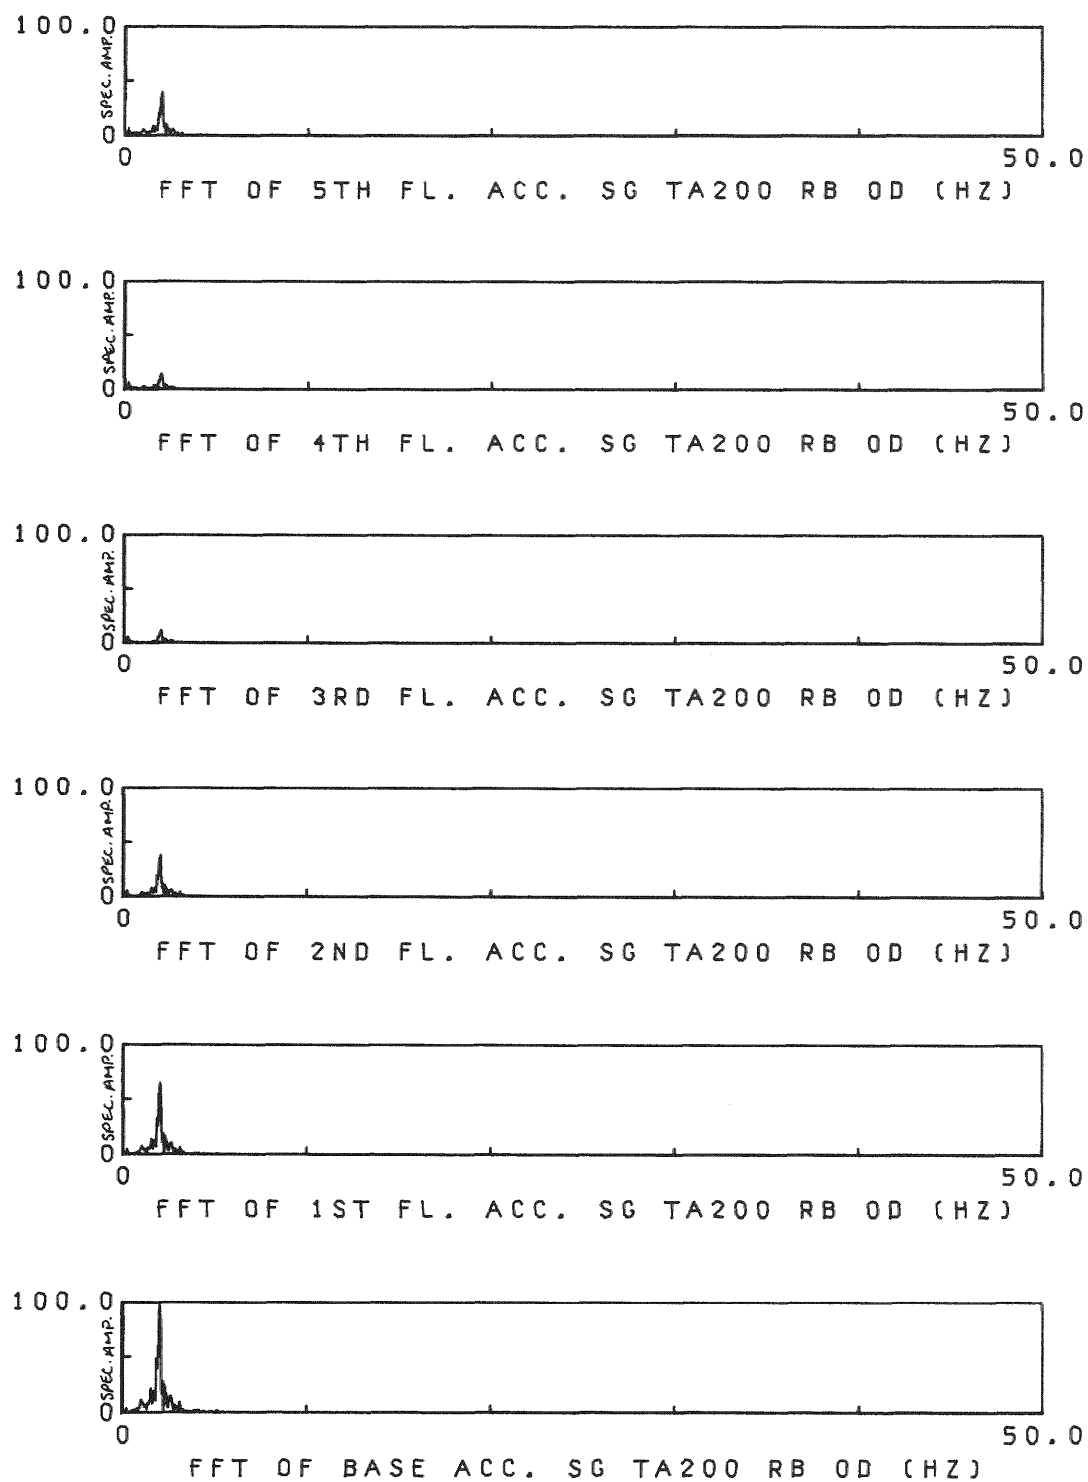 100.0
SPEC. AMP.
0
0 50.0
FFT OF 5TH FL. ACC. SG TA200 RB OD (HZ)
100.0
SPEC. AMP.
0
0 50.0
FFT OF 4TH FL. ACC. SG TA200 RB OD (HZ)
100.0
SPEC. AMP.
0
0 50.0
FFT OF 3RD FL. ACC. SG TA200 RB OD (HZ)
100.0
SPEC. AMP.
0
0 50.0
FFT OF 2ND FL. ACC. SG TA200 RB OD (HZ)
100.0
SPEC. AMP.
0
0 50.0
FFT OF 1ST FL. ACC. SG TA200 RB OD (HZ)
100.0
SPEC. AMP.
0
0 50.0
FFT OF BASE ACC. SG TA200 RB OD (HZ)